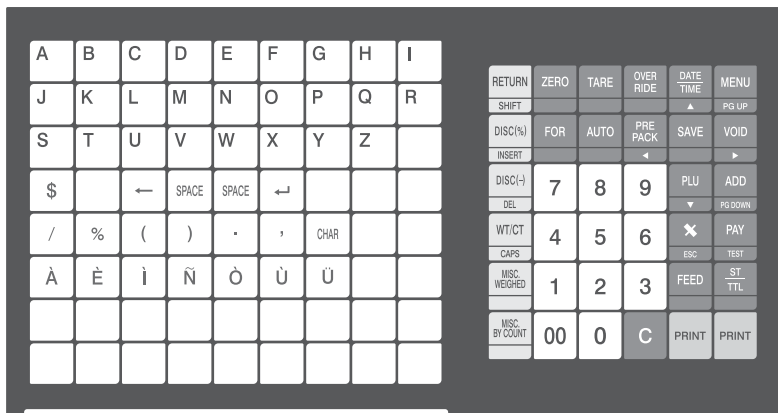 A B C D E F G H I
J K L M N O P Q R
S T U V W X Y Z
$ ← SPACE SPACE ↵
/ % ( ) . , CHAR
À È Ì Ñ Ò Ù Ü
RETURN ZERO TARE OVER RIDE DATE TIME MENU
SHIFT ▲ PG UP
DISC(%) FOR AUTO PRE PACK SAVE VOID
INSERT ◄ ►
DISC(–) 7 8 9 PLU ADD
DEL ▼ PG DOWN
WT/CT 4 5 6 × PAY
CAPS ESC TEST
MISC. WEIGHED 1 2 3 FEED ST TTL
MISC. BY COUNT 00 0 C PRINT PRINT